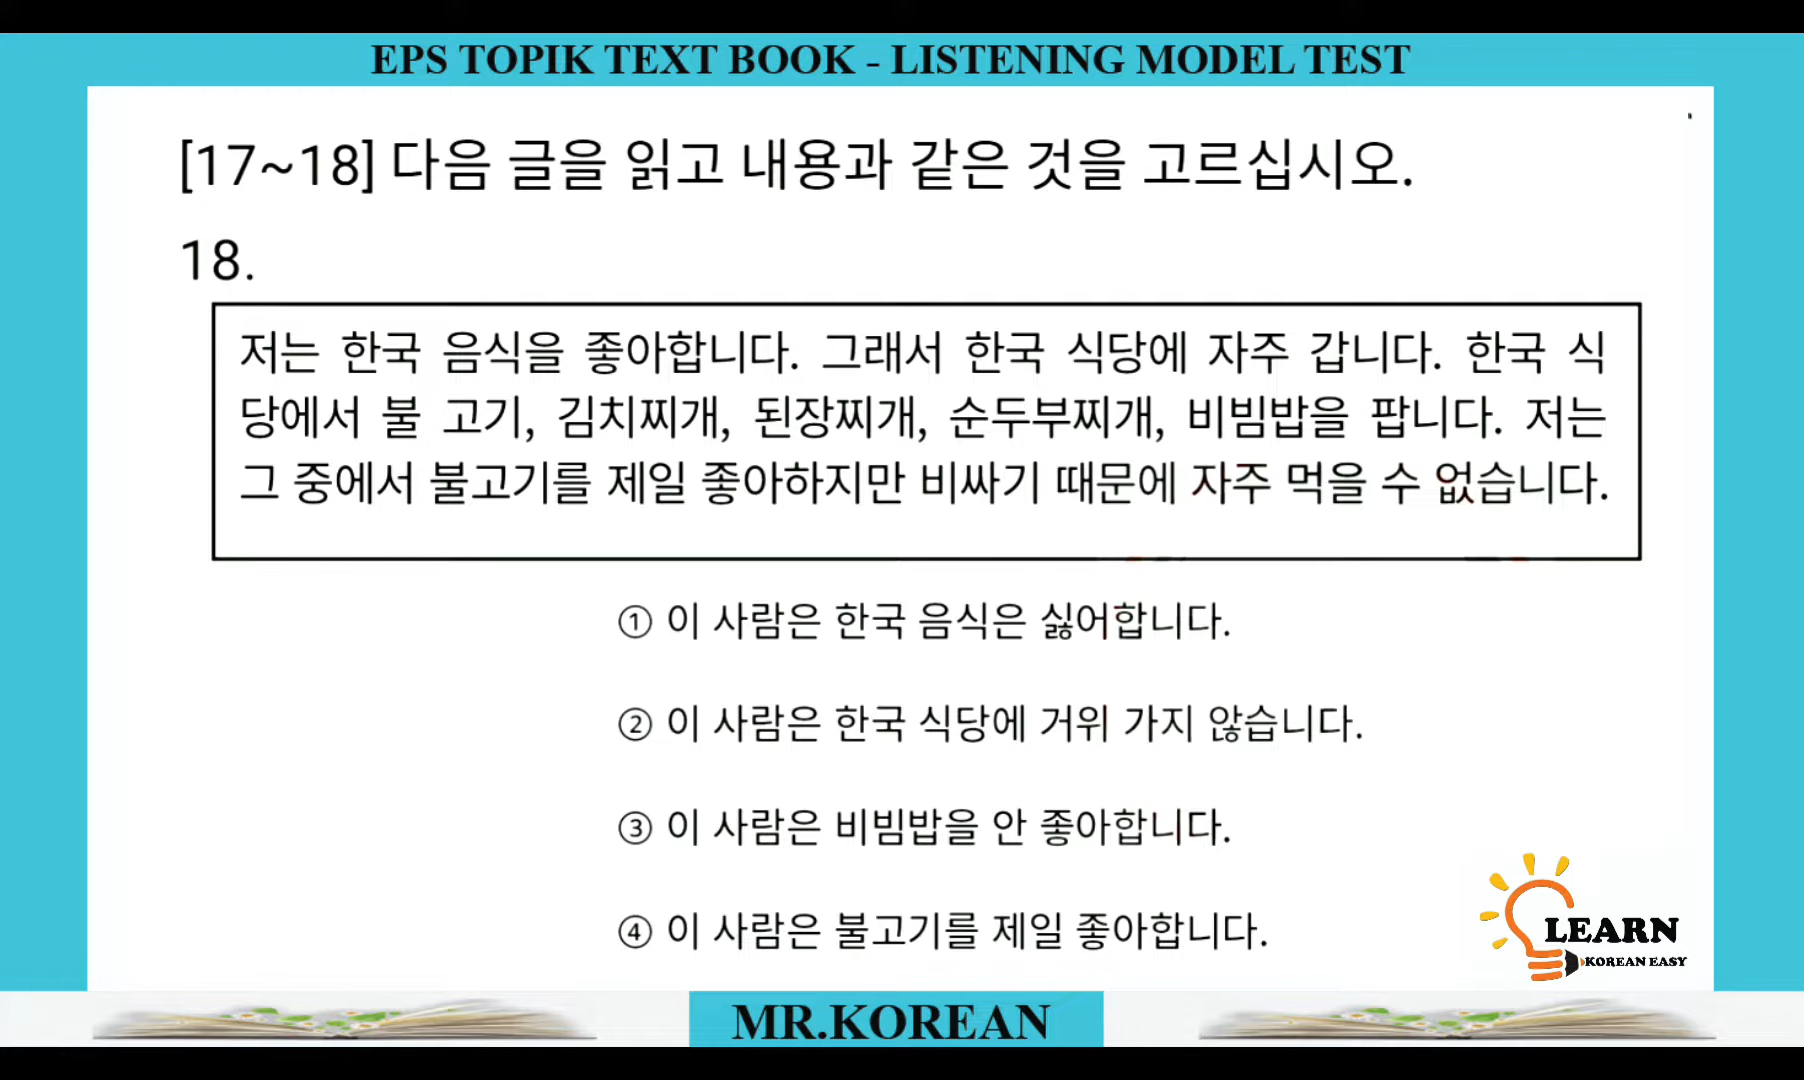 EPS TOPIK TEXT BOOK - LISTENING MODEL TEST
[17~18] 다음 글을 읽고 내용과 같은 것을 고르십시오.
18.
저는 한국 음식을 좋아합니다. 그래서 한국 식당에 자주 갑니다. 한국 식
당에서 불 고기, 김치찌개, 된장찌개, 순두부찌개, 비빔밥을 팝니다. 저는
그 중에서 불고기를 제일 좋아하지만 비싸기 때문에 자주 먹을 수 없습니다.
① 이 사람은 한국 음식은 싫어합니다.
② 이 사람은 한국 식당에 거위 가지 않습니다.
③ 이 사람은 비빔밥을 안 좋아합니다.
④ 이 사람은 불고기를 제일 좋아합니다.
LEARN
KOREAN EASY
MR.KOREAN